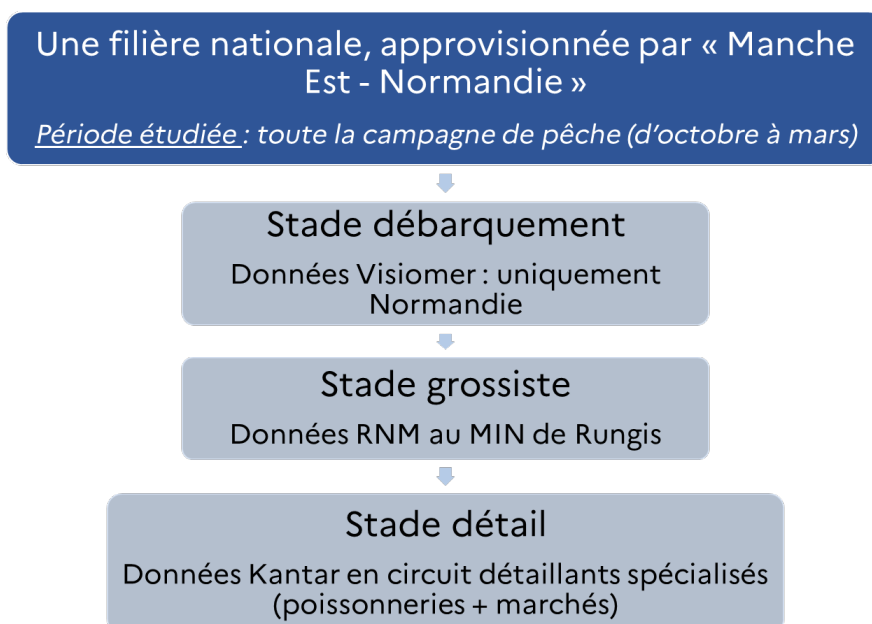 Une filière nationale, approvisionnée par « Manche
Est - Normandie »
Période étudiée : toute la campagne de pêche (d'octobre à mars)
Stade débarquement
Données Visiomer : uniquement
Normandie
Stade grossiste
Données RNM au MIN de Rungis
Stade détail
Données Kantar en circuit détaillants spécialisés
(poissonneries + marchés)